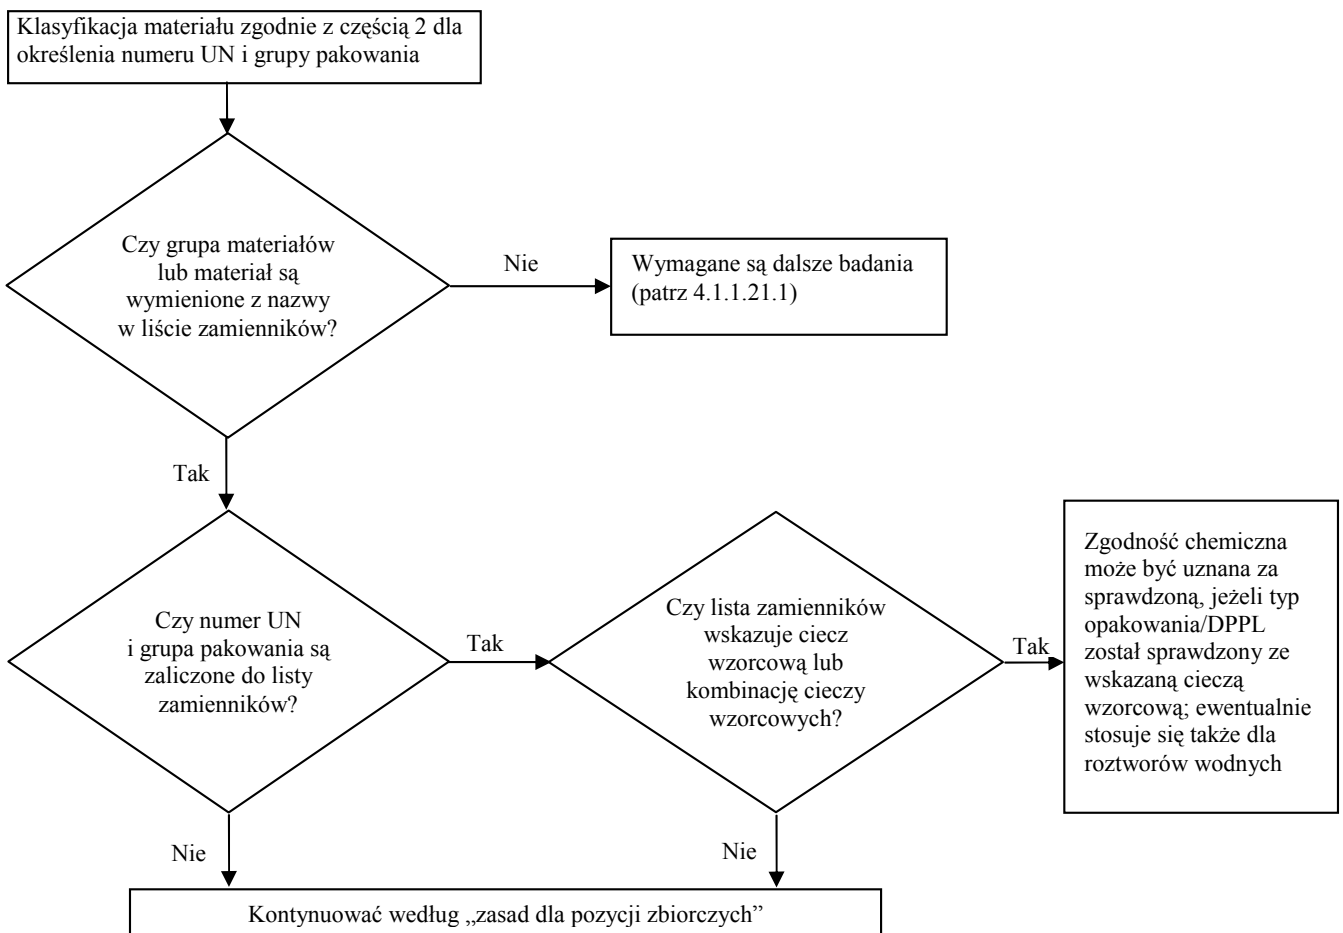 Klasyfikacja materiału zgodnie z częścią 2 dla
określenia numeru UN i grupy pakowania
Czy grupa materiałów
lub materiał są
wymienione z nazwy
w liście zamienników?
Nie
Wymagane są dalsze badania
(patrz 4.1.1.21.1)
Tak
Czy numer UN
i grupa pakowania są
zaliczone do listy
zamienników?
Tak
Czy lista zamienników
wskazuje ciecz
wzorcową lub
kombinację cieczy
wzorcowych?
Tak
Zgodność chemiczna
może być uznana za
sprawdzoną, jeżeli typ
opakowania/DPPL
został sprawdzony ze
wskazaną cieczą
wzorcową; ewentualnie
stosuje się także dla
roztworów wodnych
Nie
Nie
Kontynuować według „zasad dla pozycji zbiorczych”